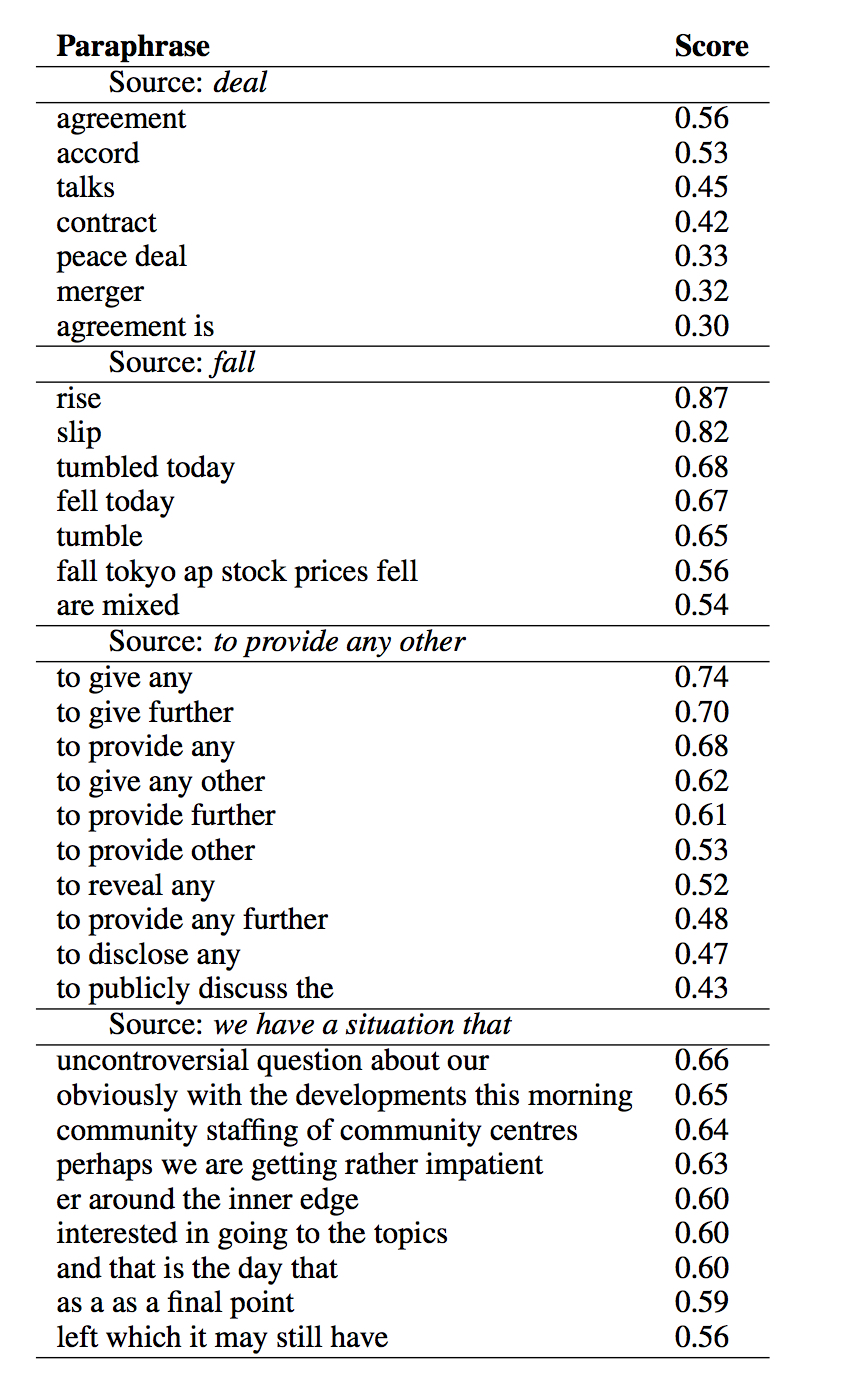 Paraphrase Score
Source: deal
agreement 0.56
accord 0.53
talks 0.45
contract 0.42
peace deal 0.33
merger 0.32
agreement is 0.30
Source: fall
rise 0.87
slip 0.82
tumbled today 0.68
fell today 0.67
tumble 0.65
fall tokyo ap stock prices fell 0.56
are mixed 0.54
Source: to provide any other
to give any 0.74
to give further 0.70
to provide any 0.68
to give any other 0.62
to provide further 0.61
to provide other 0.53
to reveal any 0.52
to provide any further 0.48
to disclose any 0.47
to publicly discuss the 0.43
Source: we have a situation that
uncontroversial question about our 0.66
obviously with the developments this morning 0.65
community staffing of community centres 0.64
perhaps we are getting rather impatient 0.63
er around the inner edge 0.60
interested in going to the topics 0.60
and that is the day that 0.60
as a as a final point 0.59
left which it may still have 0.56